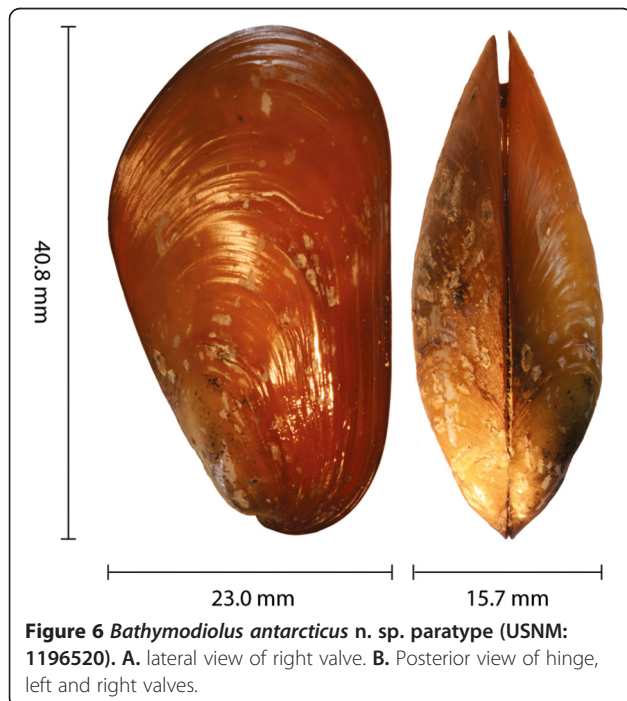 40.8 mm
23.0 mm
15.7 mm
Figure 6 Bathymodiolus antarcticus n. sp. paratype (USNM:
1196520). A. lateral view of right valve. B. Posterior view of hinge,
left and right valves.